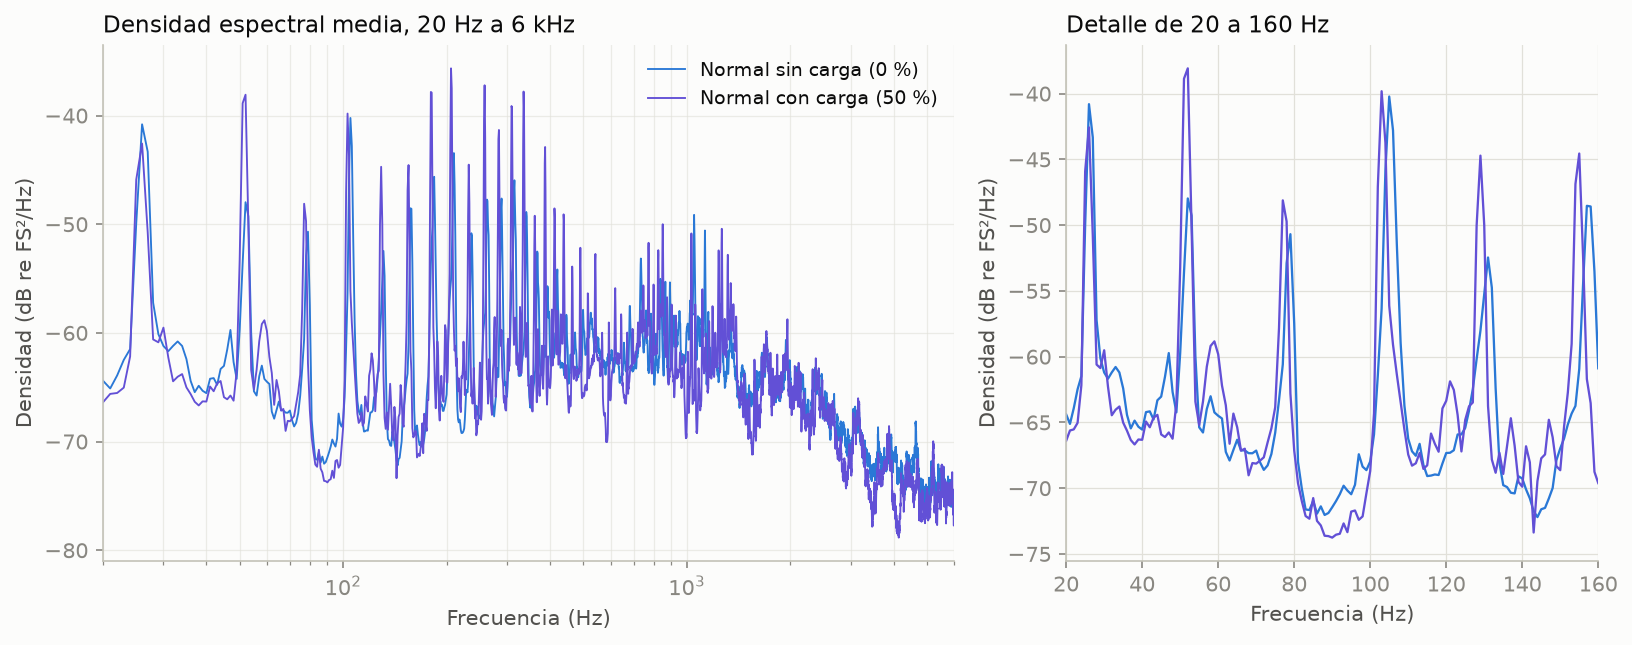 Densidad espectral media, 20 Hz a 6 kHz
Normal sin carga (0 %)
Normal con carga (50 %)
Densidad (dB re FS²/Hz)
−40
−50
−60
−70
−80
10²
10³
Frecuencia (Hz)
Detalle de 20 a 160 Hz
Densidad (dB re FS²/Hz)
−40
−45
−50
−55
−60
−65
−70
−75
20 40 60 80 100 120 140 160
Frecuencia (Hz)